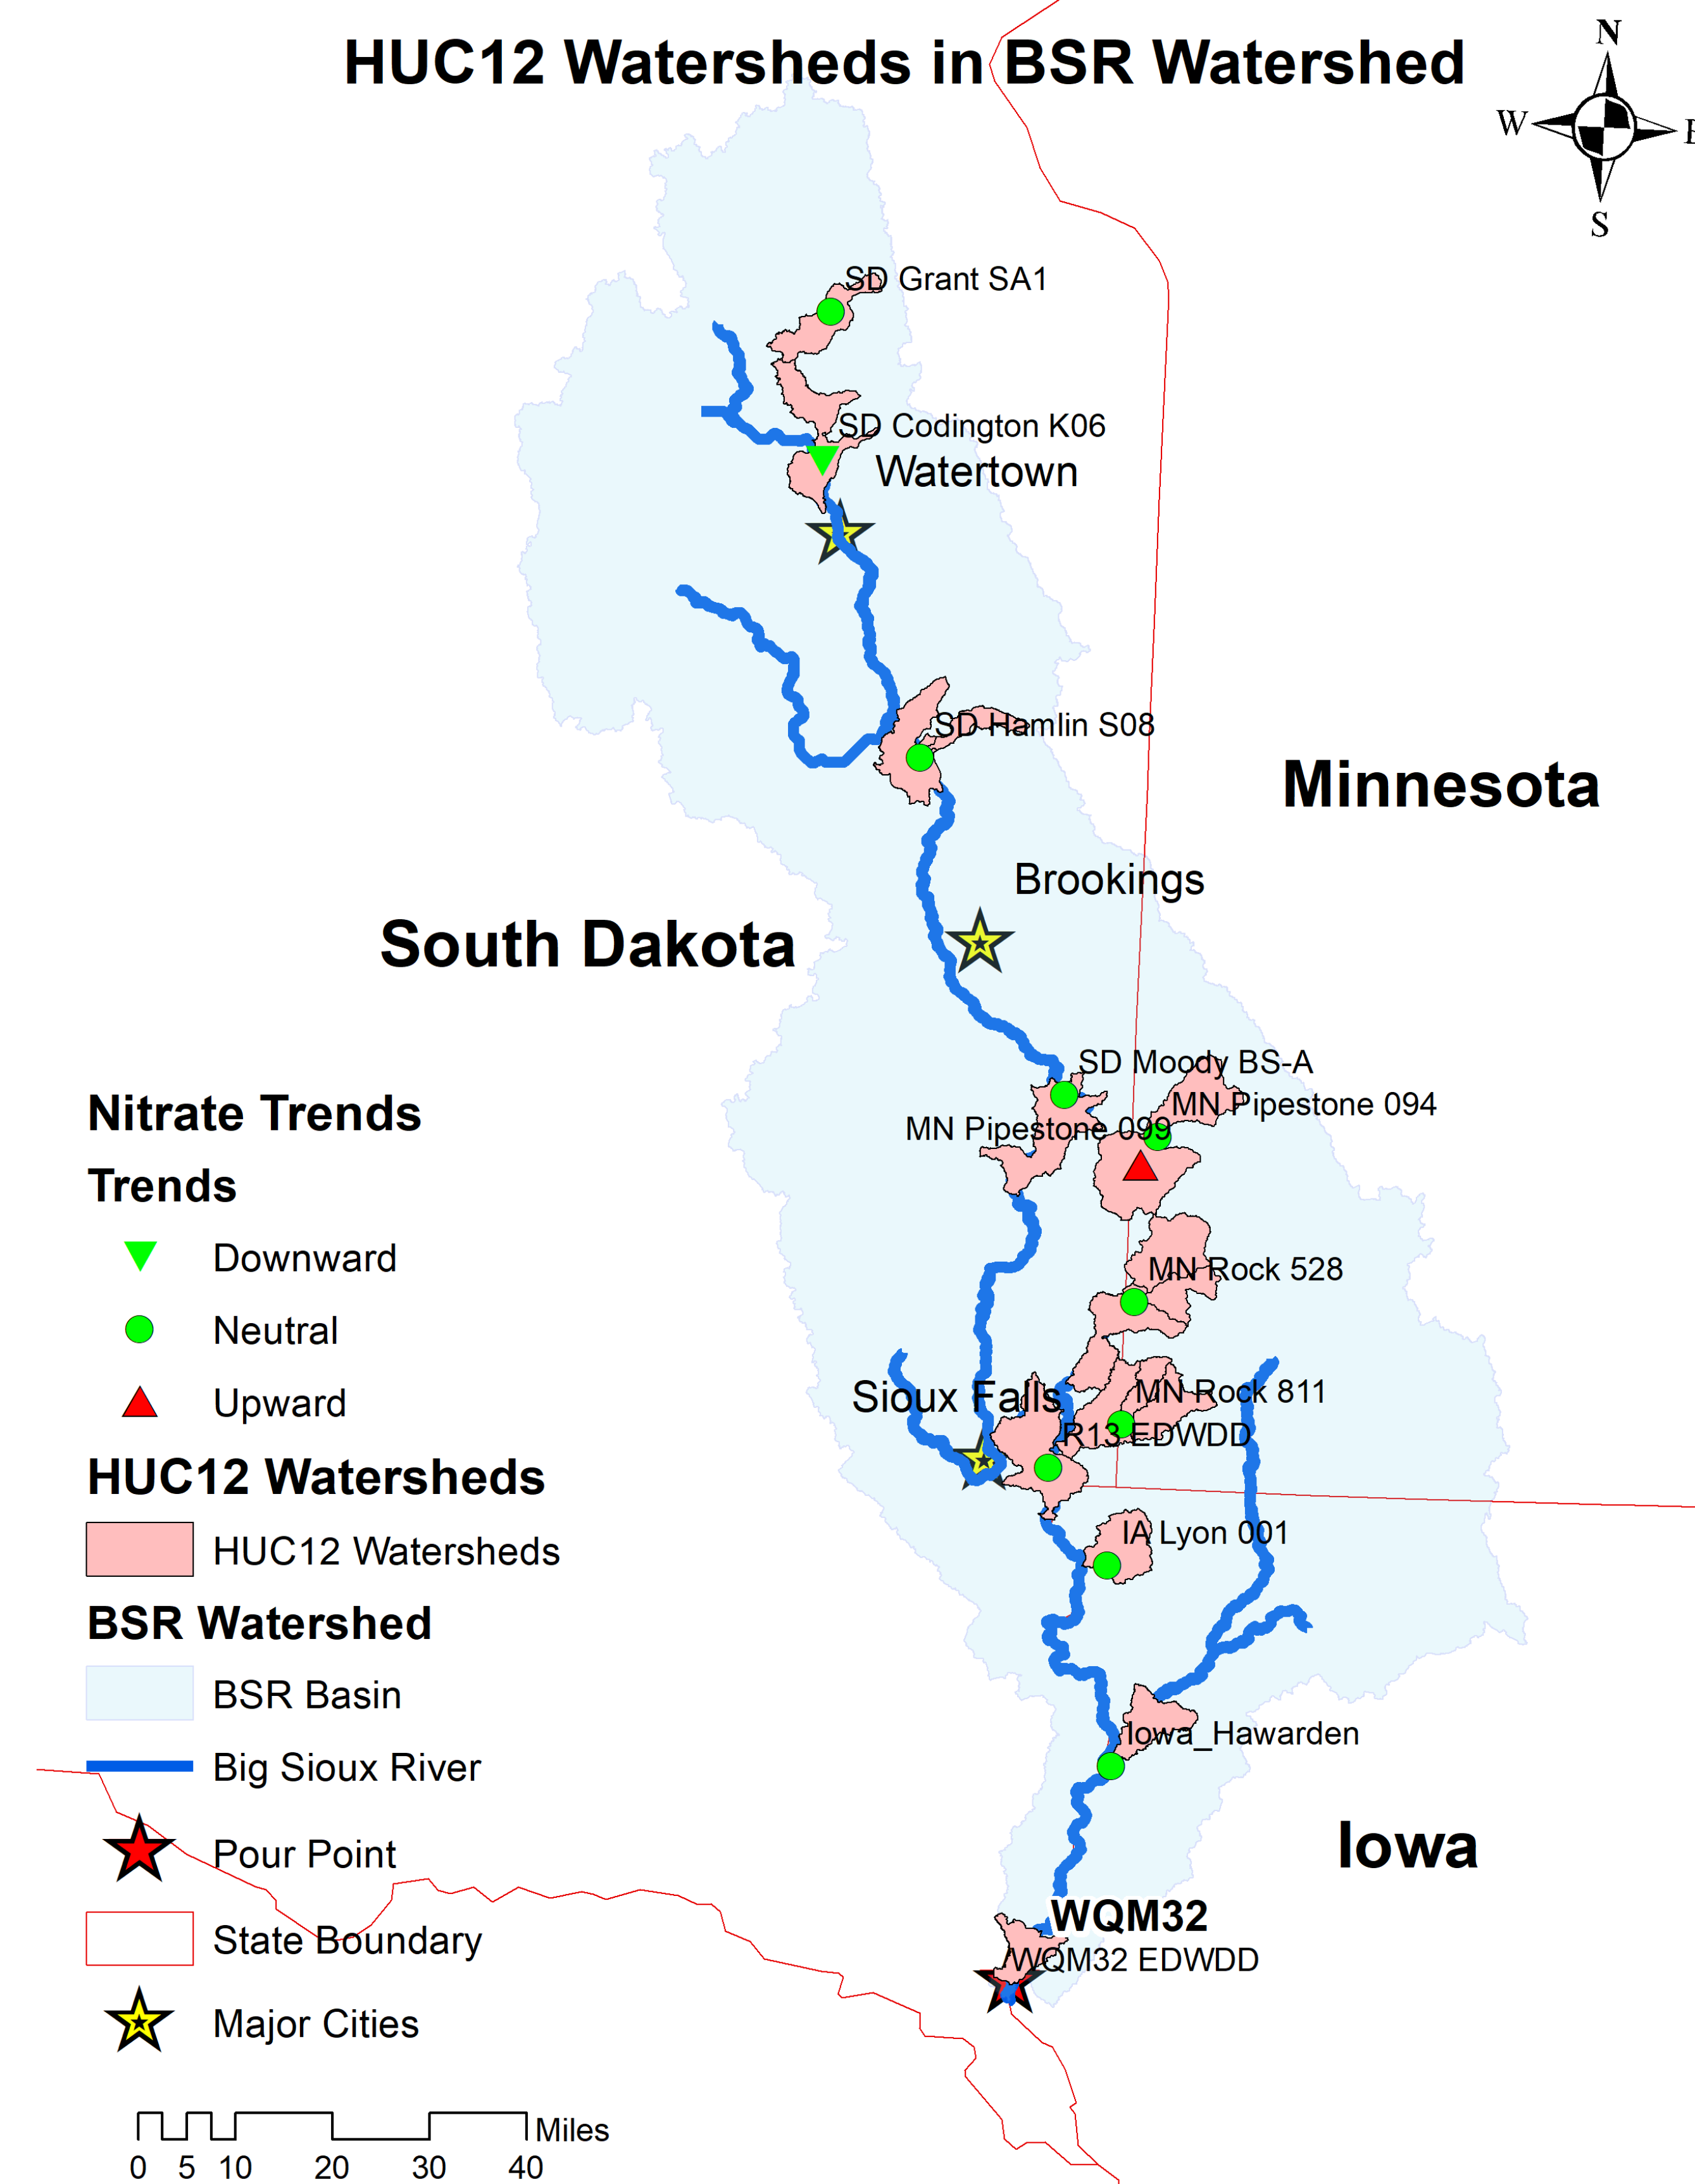 HUC12 Watersheds in BSR Watershed
N
W
E
S
SD Grant SA1
SD Codington K06
Watertown
SD Hamlin S08
Minnesota
Brookings
South Dakota
SD Moody BS-A
MN Pipestone 094
MN Pipestone 099
MN Rock 528
MN Rock 811
Sioux Falls
R13 EDWDD
IA Lyon 001
Iowa_Hawarden
Iowa
WQM32
WQM32 EDWDD
Nitrate Trends
Trends
Downward
Neutral
Upward
HUC12 Watersheds
HUC12 Watersheds
BSR Watershed
BSR Basin
Big Sioux River
Pour Point
State Boundary
Major Cities
Miles
0 5 10 20 30 40